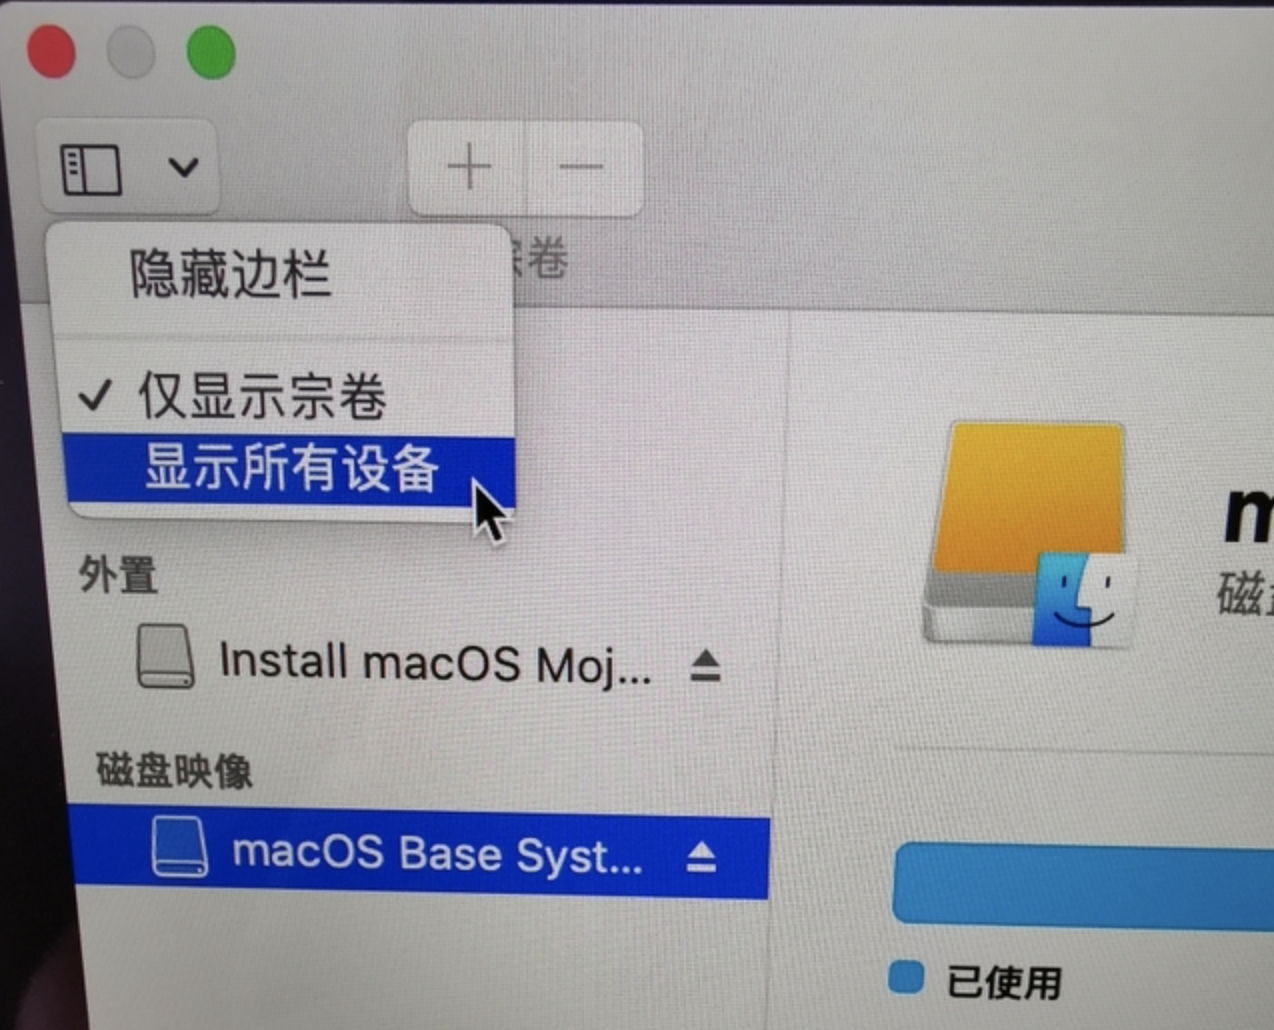 宗卷
隐藏边栏
仅显示宗卷
显示所有设备
外置
Install macOS Moj...
磁盘映像
macOS Base Syst...
m
磁
已使用